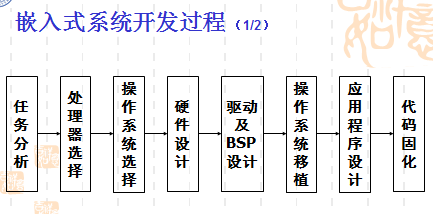 嵌入式系统开发过程（1/2）
任务分析
处理器选择
操作系统选择
硬件设计
驱动及BSP设计
操作系统移植
应用程序设计
代码固化